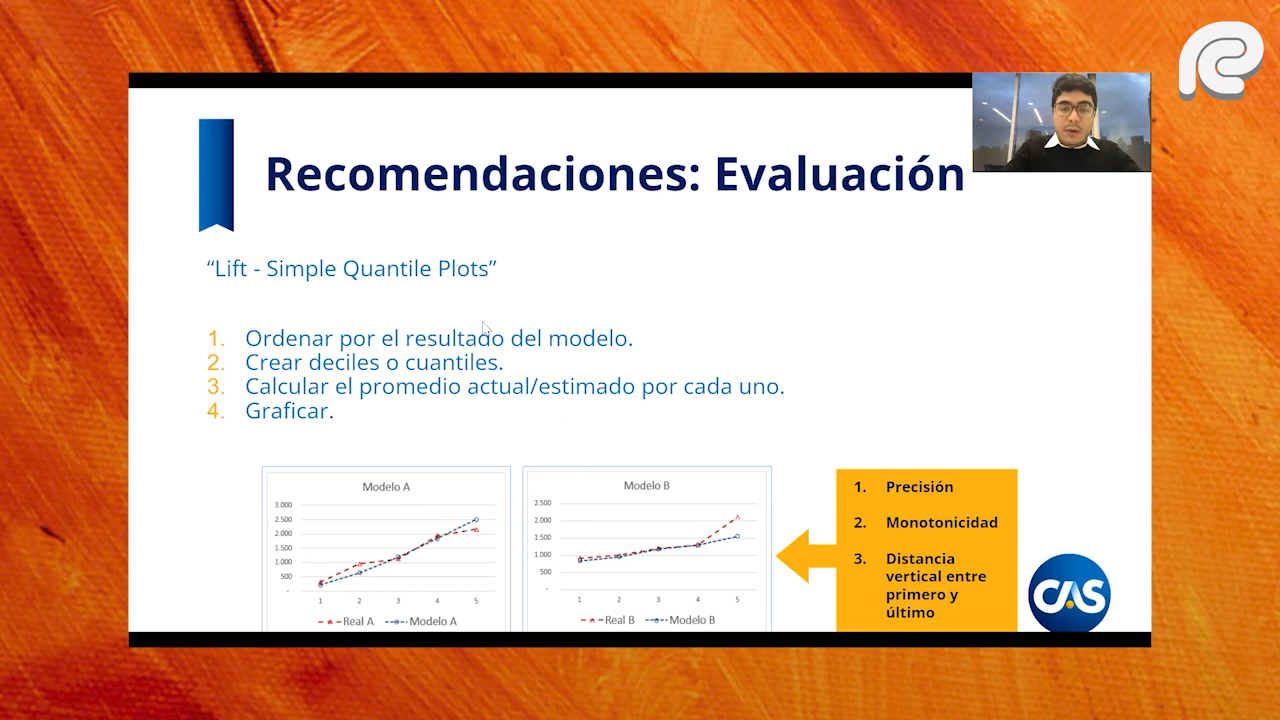 Recomendaciones: Evaluación
“Lift - Simple Quantile Plots”
1. Ordenar por el resultado del modelo.
2. Crear deciles o cuantiles.
3. Calcular el promedio actual/estimado por cada uno.
4. Graficar.
Modelo A
3.000
2.500
2.000
1.500
1.000
500
-
1 2 3 4 5
Real A Modelo A
Modelo B
2.500
2.000
1.500
1.000
500
-
1 2 3 4 5
Real B Modelo B
1. Precisión
2. Monotonicidad
3. Distancia
vertical entre
primero y
último
CAS